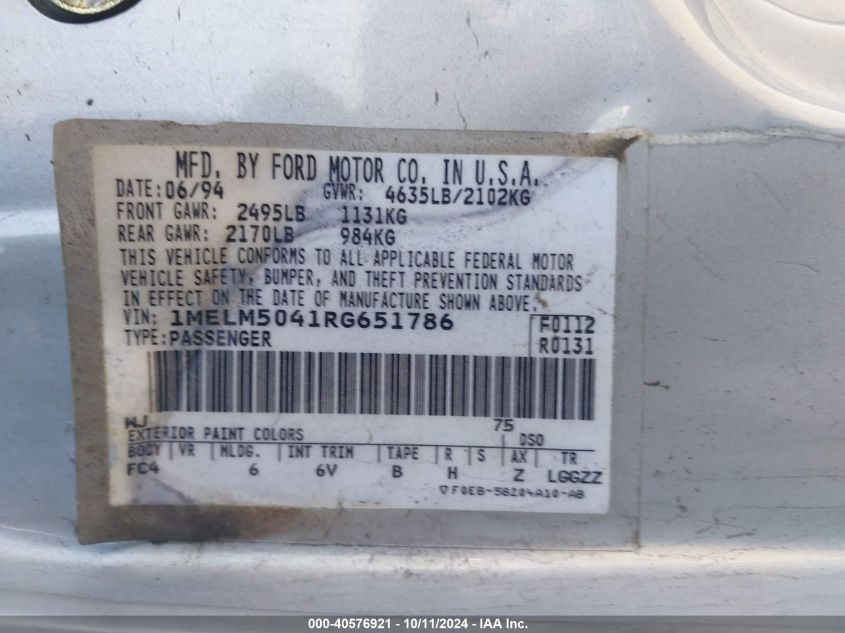 MFD. BY FORD MOTOR CO. IN U.S.A.
DATE: 06/94 GVWR: 4635LB/2102KG
FRONT GAWR: 2495LB 1131KG
REAR GAWR: 2170LB 984KG
THIS VEHICLE CONFORMS TO ALL APPLICABLE FEDERAL MOTOR
VEHICLE SAFETY, BUMPER, AND THEFT PREVENTION STANDARDS
IN EFFECT ON THE DATE OF MANUFACTURE SHOWN ABOVE.
VIN: 1MELM5041RG651786 F0112
TYPE: PASSENGER R0131
WJ 75
EXTERIOR PAINT COLORS DSO
BODY VR MLDG. INT TRIM TAPE R S AX TR
FC4 6 6V B H Z LGGZZ
F0EB-58204A10-AB
000-40576921 - 10/11/2024 - IAA Inc.